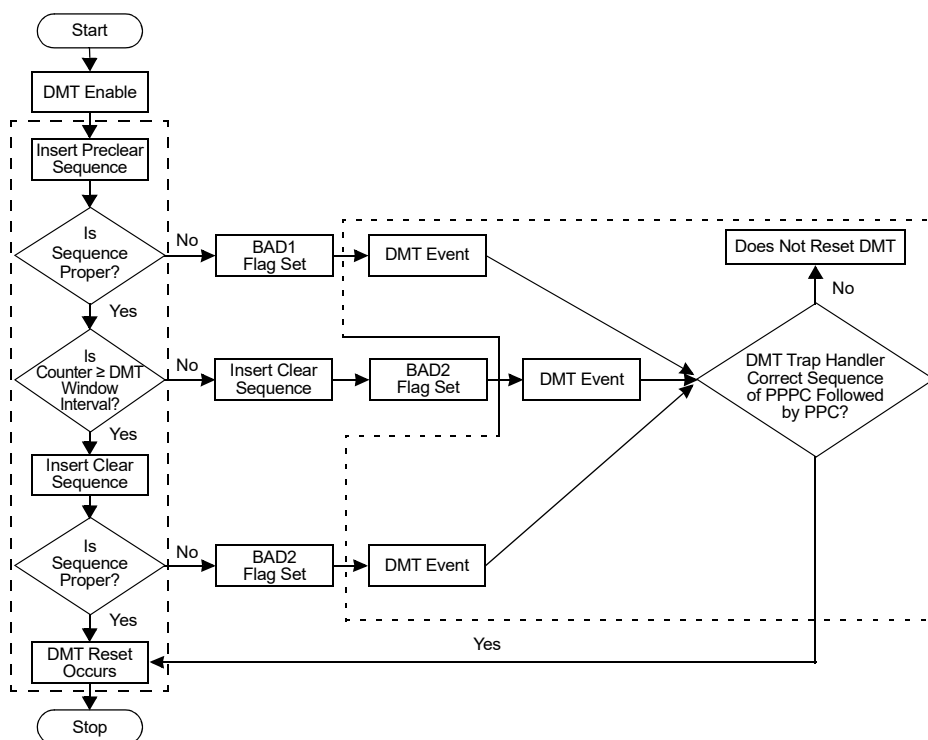 Start
DMT Enable
Insert Preclear
Sequence
Is
Sequence
Proper?
No
BAD1
Flag Set
DMT Event
Does Not Reset DMT
No
Yes
Is
Counter ≥ DMT
Window
Interval?
No
Insert Clear
Sequence
BAD2
Flag Set
DMT Event
DMT Trap Handler
Correct Sequence
of PPPC Followed
by PPC?
Yes
Insert Clear
Sequence
Is
Sequence
Proper?
No
BAD2
Flag Set
DMT Event
Yes
Yes
DMT Reset
Occurs
Stop